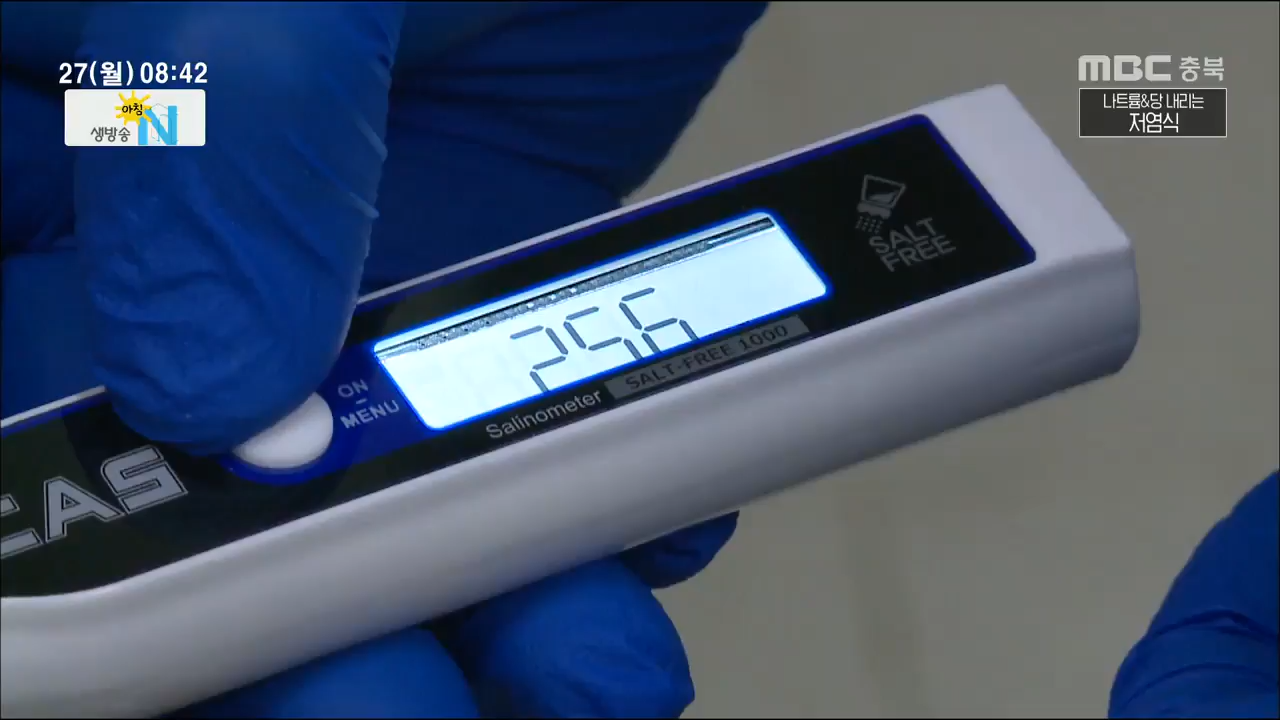 27(월) 08:42
아침
생방송 N
MBC 충북
나트륨&당 내리는
저염식
SALT
FREE
256
ON
MENU
SALT-FREE 1000
Salinometer
CAS